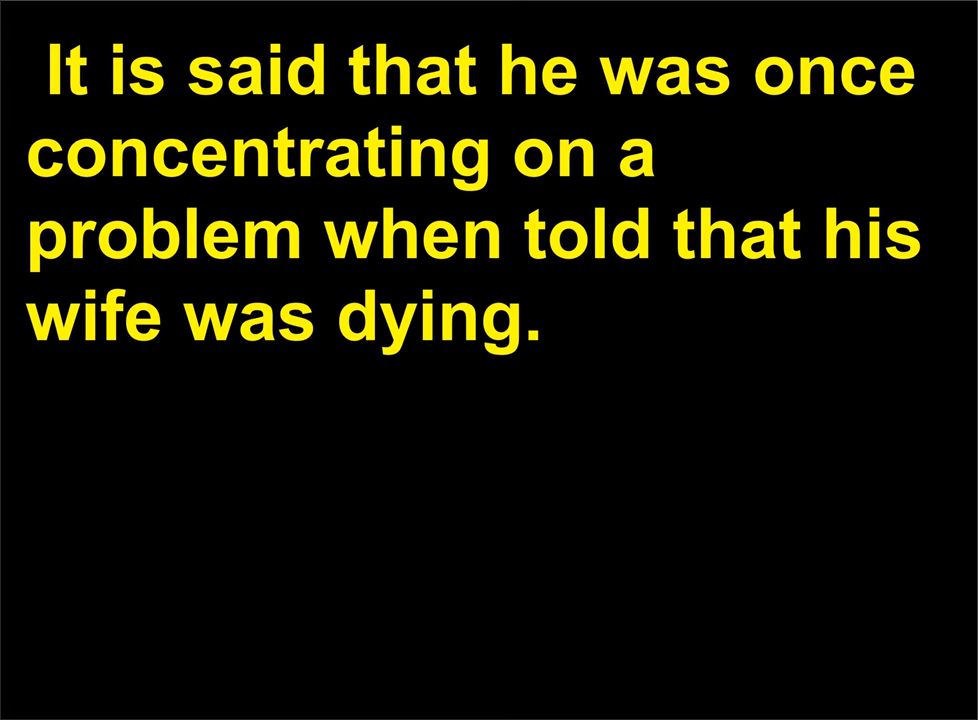 It is said that he was once
concentrating on a
problem when told that his
wife was dying.